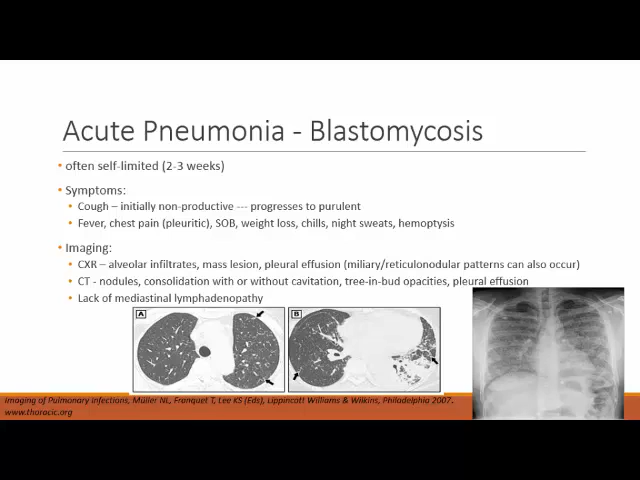 Acute Pneumonia - Blastomycosis
• often self-limited (2-3 weeks)
• Symptoms:
• Cough – initially non-productive --- progresses to purulent
• Fever, chest pain (pleuritic), SOB, weight loss, chills, night sweats, hemoptysis
• Imaging:
• CXR – alveolar infiltrates, mass lesion, pleural effusion (miliary/reticulonodular patterns can also occur)
• CT - nodules, consolidation with or without cavitation, tree-in-bud opacities, pleural effusion
• Lack of mediastinal lymphadenopathy
A
B
Imaging of Pulmonary Infections, Müller NL, Franquet T, Lee KS (Eds), Lippincott Williams & Wilkins, Philadelphia 2007.
www.thoracic.org